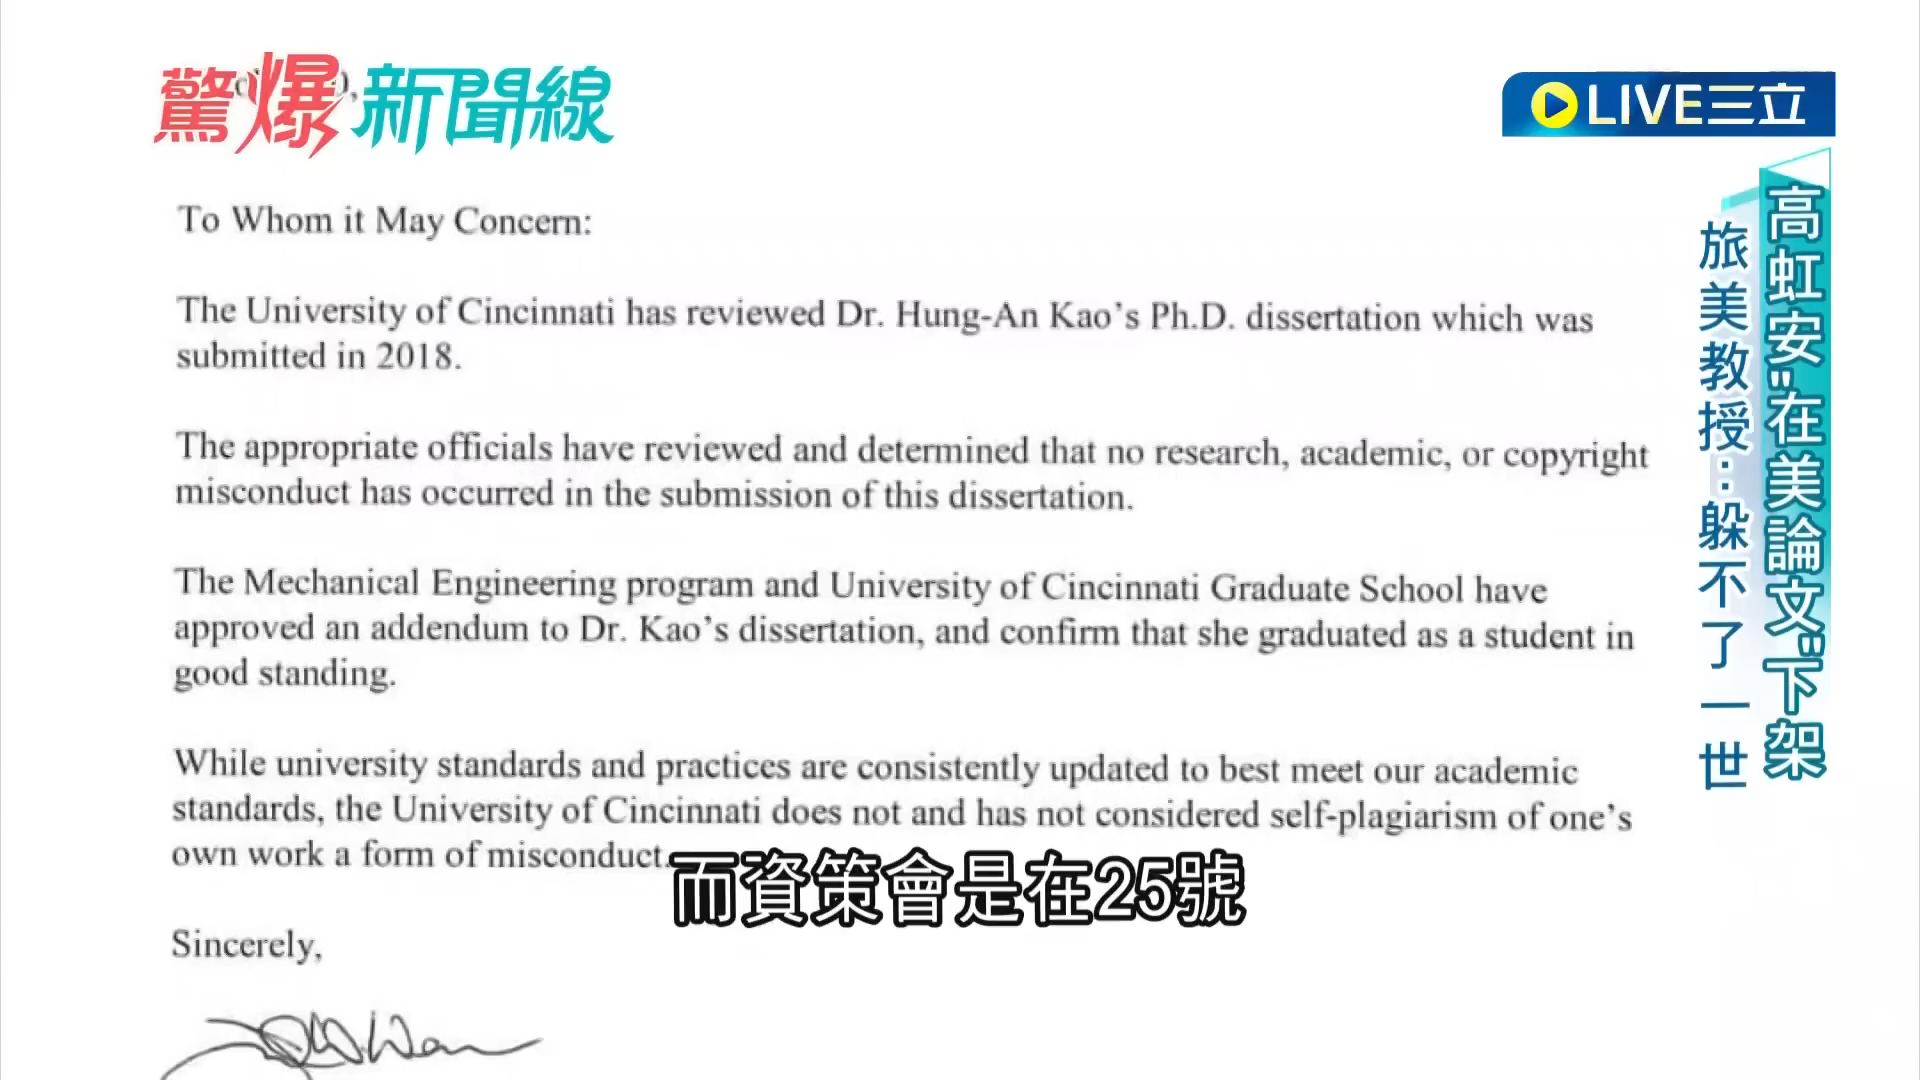 驚爆新聞線
LIVE三立
To Whom it May Concern:
The University of Cincinnati has reviewed Dr. Hung-An Kao's Ph.D. dissertation which was
submitted in 2018.
The appropriate officials have reviewed and determined that no research, academic, or copyright
misconduct has occurred in the submission of this dissertation.
The Mechanical Engineering program and University of Cincinnati Graduate School have
approved an addendum to Dr. Kao's dissertation, and confirm that she graduated as a student in
good standing.
While university standards and practices are consistently updated to best meet our academic
standards, the University of Cincinnati does not and has not considered self-plagiarism of one's
own work a form of misconduct.
Sincerely,
高虹安"在美論文"下架
旅美教授:躲不了一世
而資策會是在25號